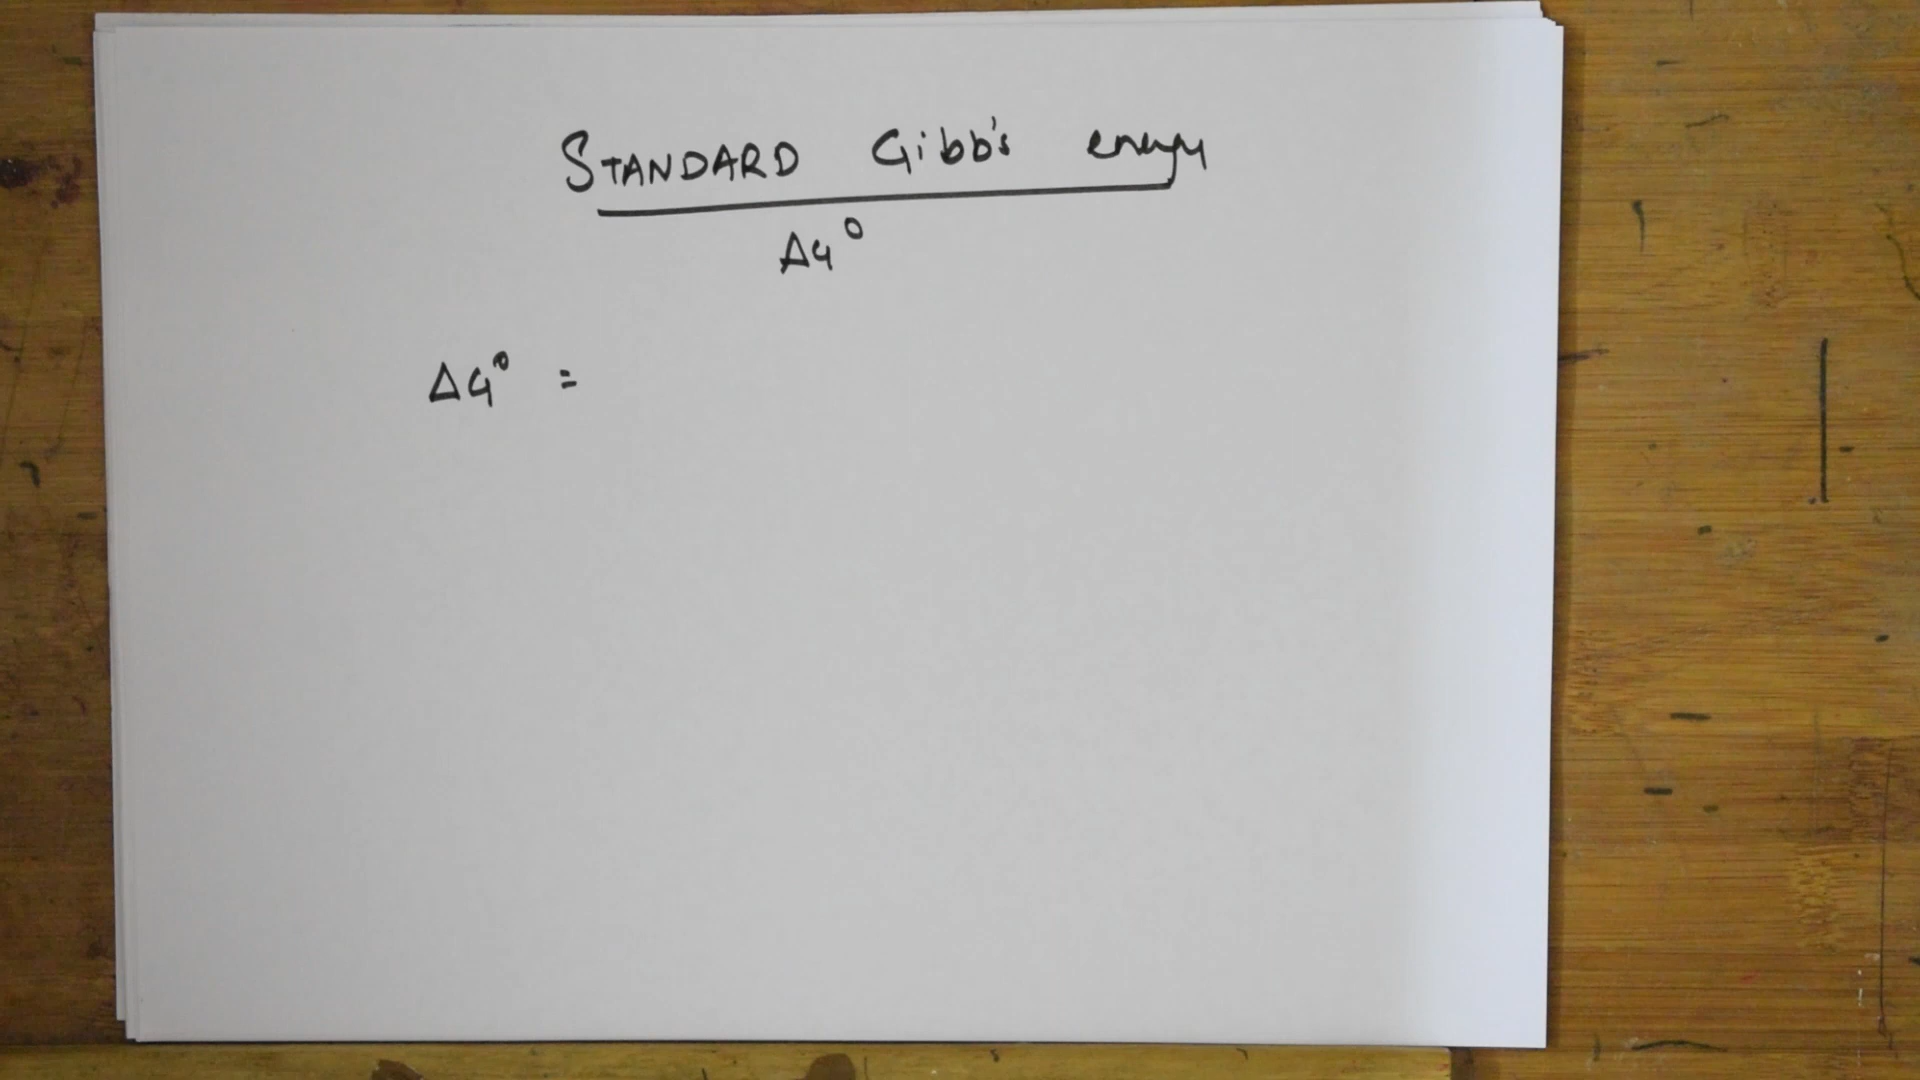 STANDARD Gibb's energy
ΔG°
ΔG° =